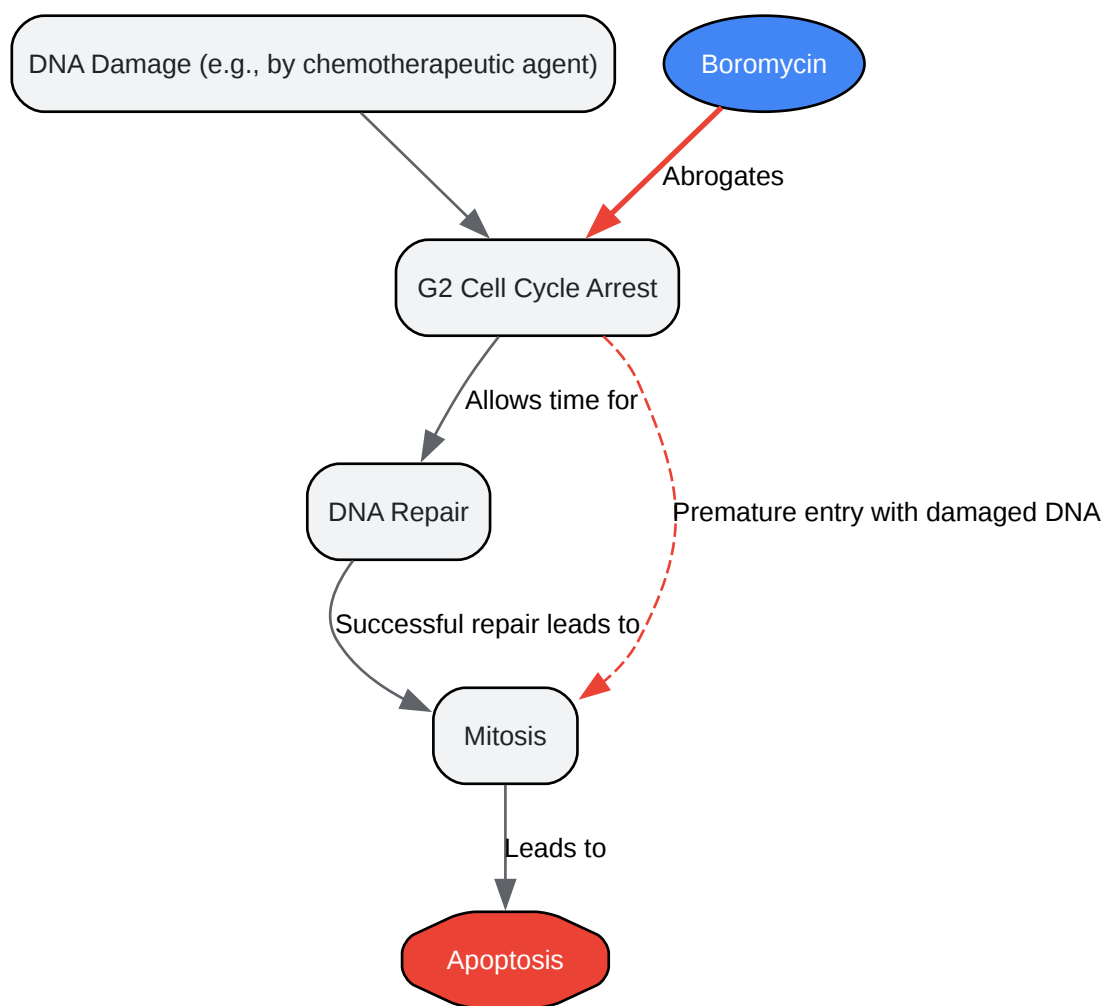 DNA Damage (e.g., by chemotherapeutic agent)
Boromycin
Abrogates
G2 Cell Cycle Arrest
Allows time for
DNA Repair
Premature entry with damaged DNA
Successful repair leads to
Mitosis
Leads to
Apoptosis